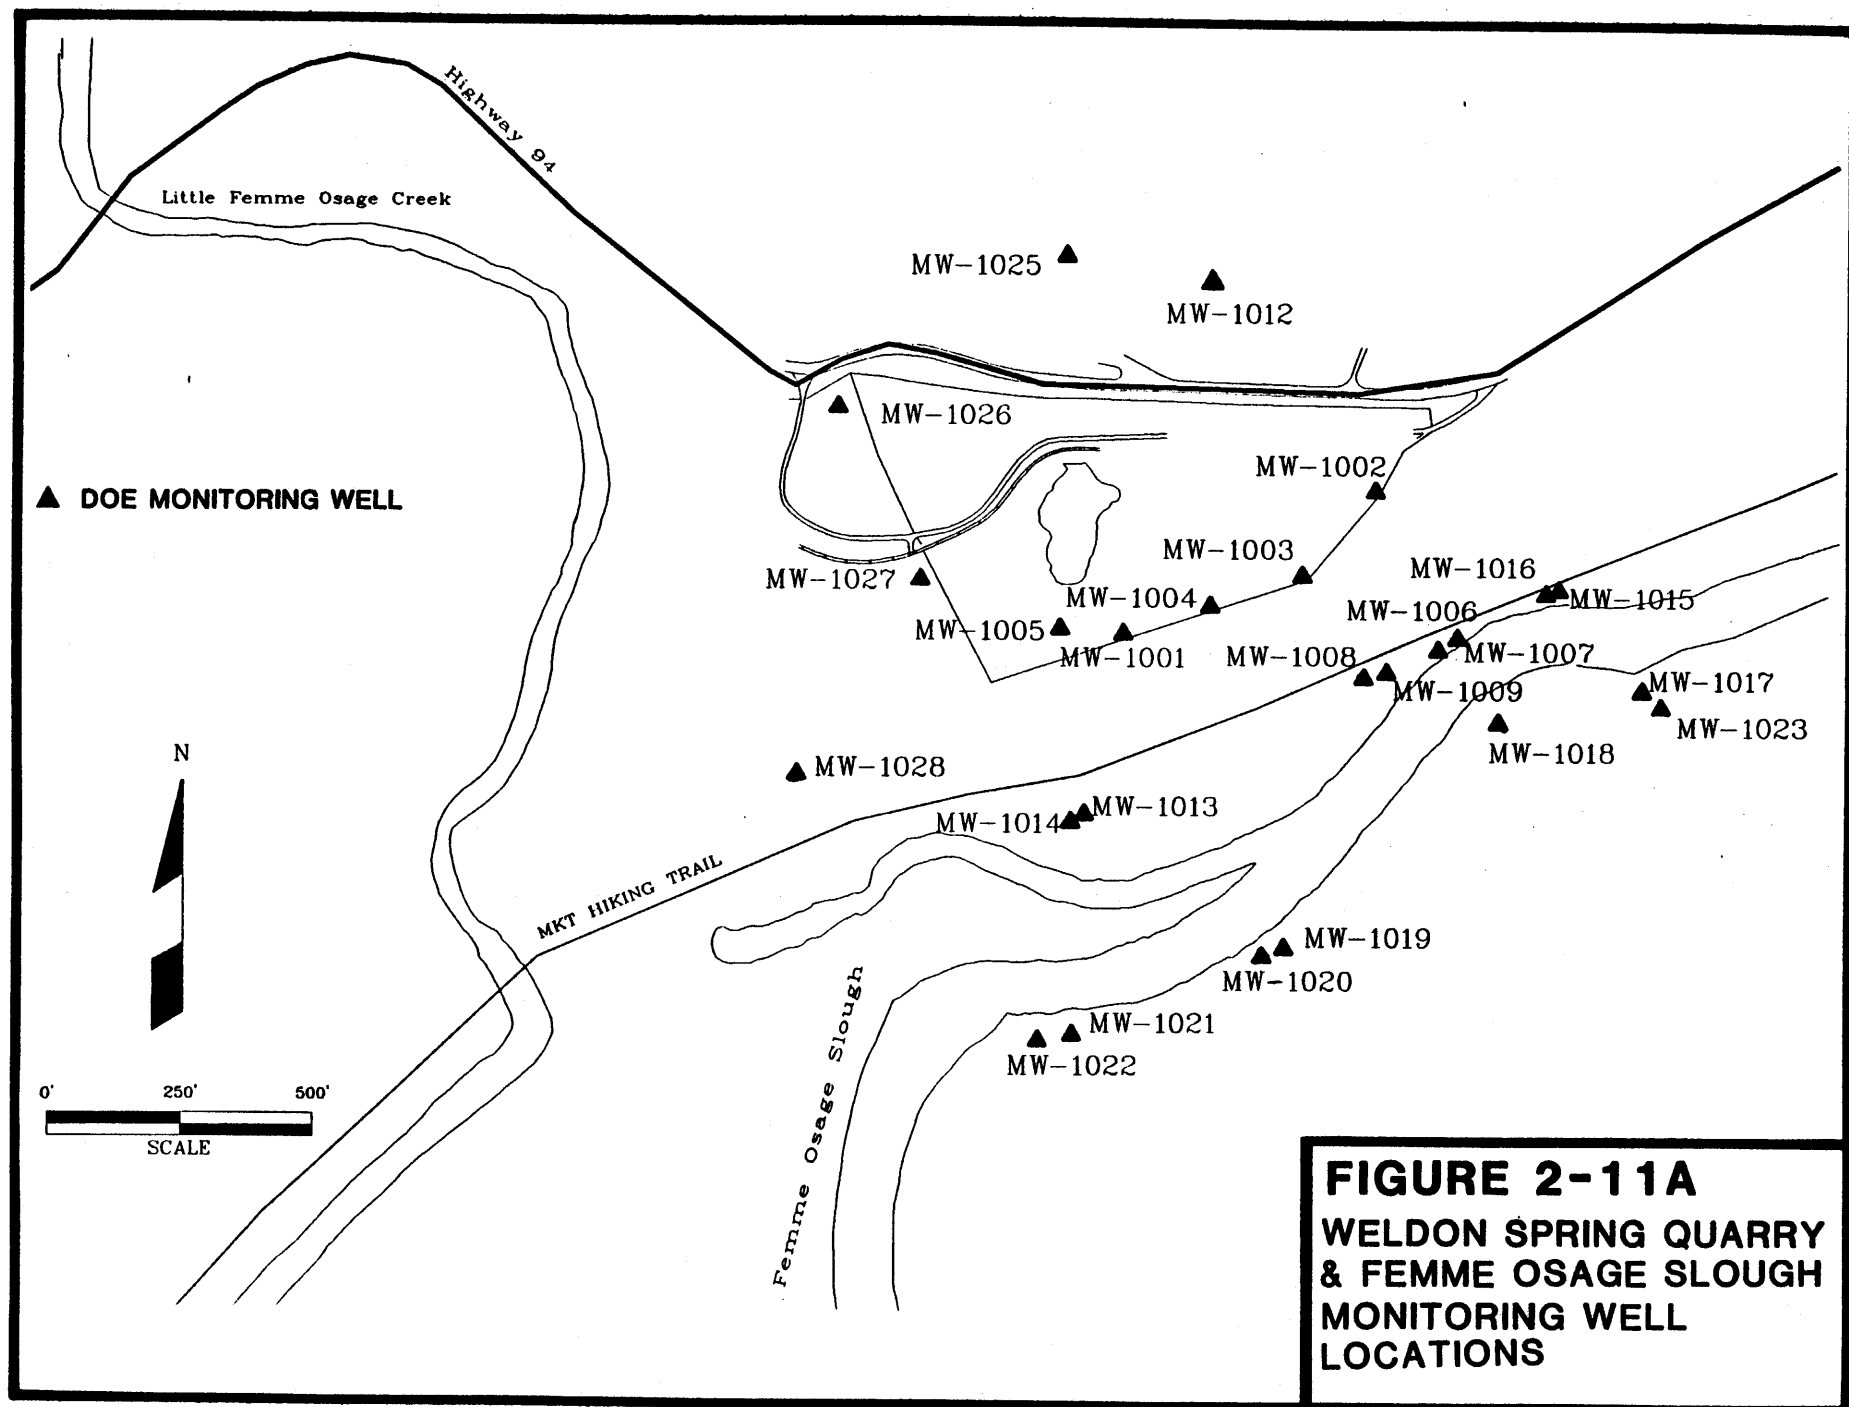 Highway 94
Little Femme Osage Creek
MW-1025
MW-1012
MW-1026
MW-1002
DOE MONITORING WELL
MW-1003
MW-1016
MW-1027
MW-1004
MW-1015
MW-1006
MW-1005
MW-1001
MW-1008
MW-1007
MW-1009
MW-1017
MW-1023
MW-1018
N
MW-1028
MW-1013
MW-1014
MKT HIKING TRAIL
MW-1019
MW-1020
Femme Osage Slough
MW-1021
MW-1022
0' 250' 500'
SCALE
FIGURE 2-11A
WELDON SPRING QUARRY
& FEMME OSAGE SLOUGH
MONITORING WELL
LOCATIONS